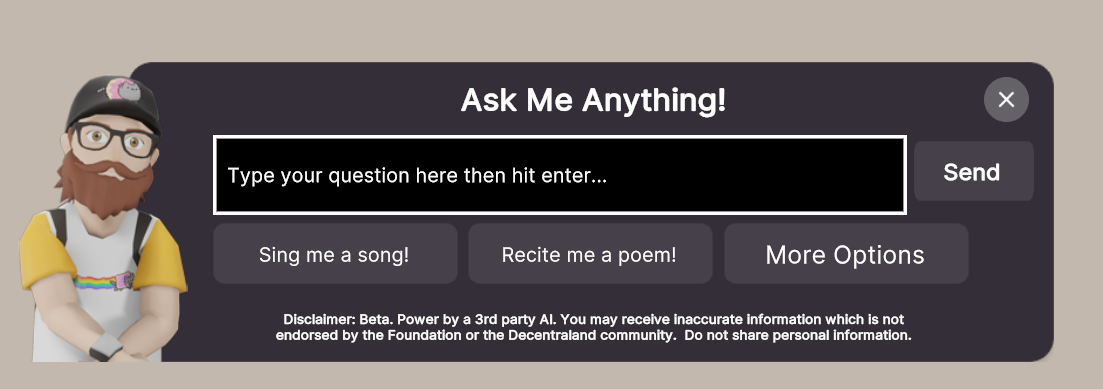 Ask Me Anything!
Type your question here then hit enter...
Send
Sing me a song!
Recite me a poem!
More Options
Disclaimer: Beta. Power by a 3rd party AI. You may receive inaccurate information which is not
endorsed by the Foundation or the Decentraland community.  Do not share personal information.